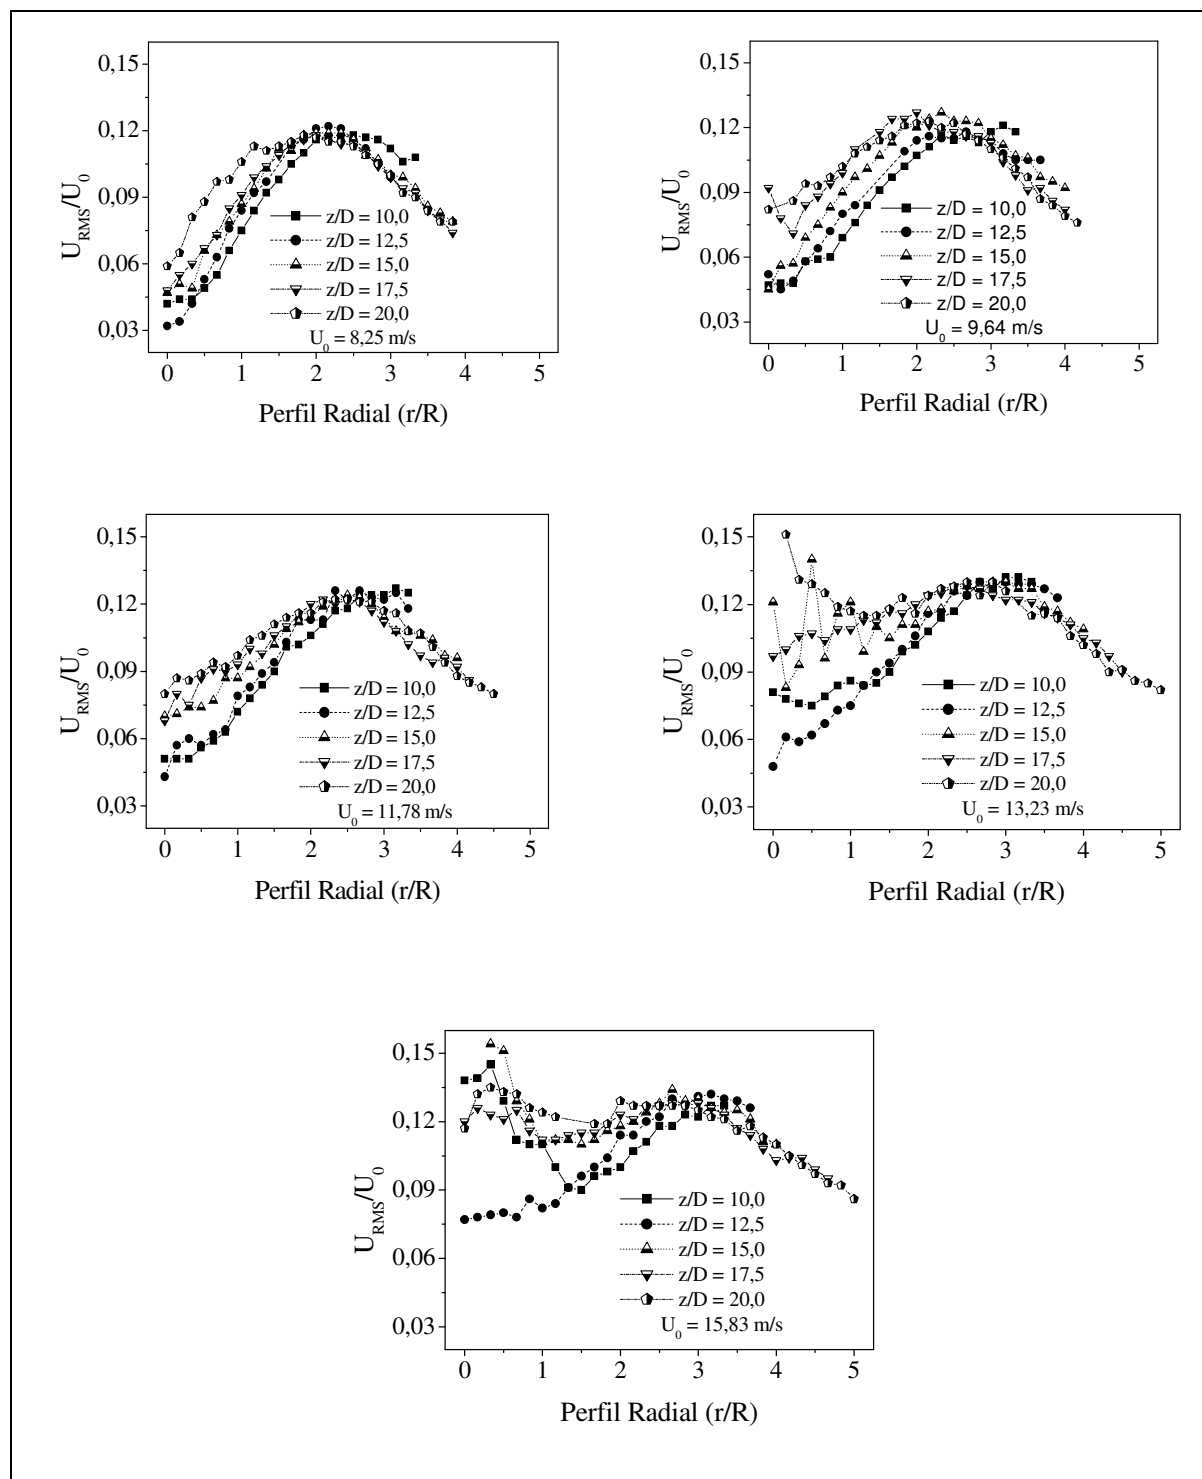 0,15
0,12
0,09
0,06
0,03
U_RMS/U_0
z/D = 10,0
z/D = 12,5
z/D = 15,0
z/D = 17,5
z/D = 20,0
U_0 = 8,25 m/s
0 1 2 3 4 5
Perfil Radial (r/R)
0,15
0,12
0,09
0,06
0,03
U_RMS/U_0
z/D = 10,0
z/D = 12,5
z/D = 15,0
z/D = 17,5
z/D = 20,0
U_0 = 9,64 m/s
0 1 2 3 4 5
Perfil Radial (r/R)
0,15
0,12
0,09
0,06
0,03
U_RMS/U_0
z/D = 10,0
z/D = 12,5
z/D = 15,0
z/D = 17,5
z/D = 20,0
U_0 = 11,78 m/s
0 1 2 3 4 5
Perfil Radial (r/R)
0,15
0,12
0,09
0,06
0,03
U_RMS/U_0
z/D = 10,0
z/D = 12,5
z/D = 15,0
z/D = 17,5
z/D = 20,0
U_0 = 13,23 m/s
0 1 2 3 4 5
Perfil Radial (r/R)
0,15
0,12
0,09
0,06
0,03
U_RMS/U_0
z/D = 10,0
z/D = 12,5
z/D = 15,0
z/D = 17,5
z/D = 20,0
U_0 = 15,83 m/s
0 1 2 3 4 5
Perfil Radial (r/R)